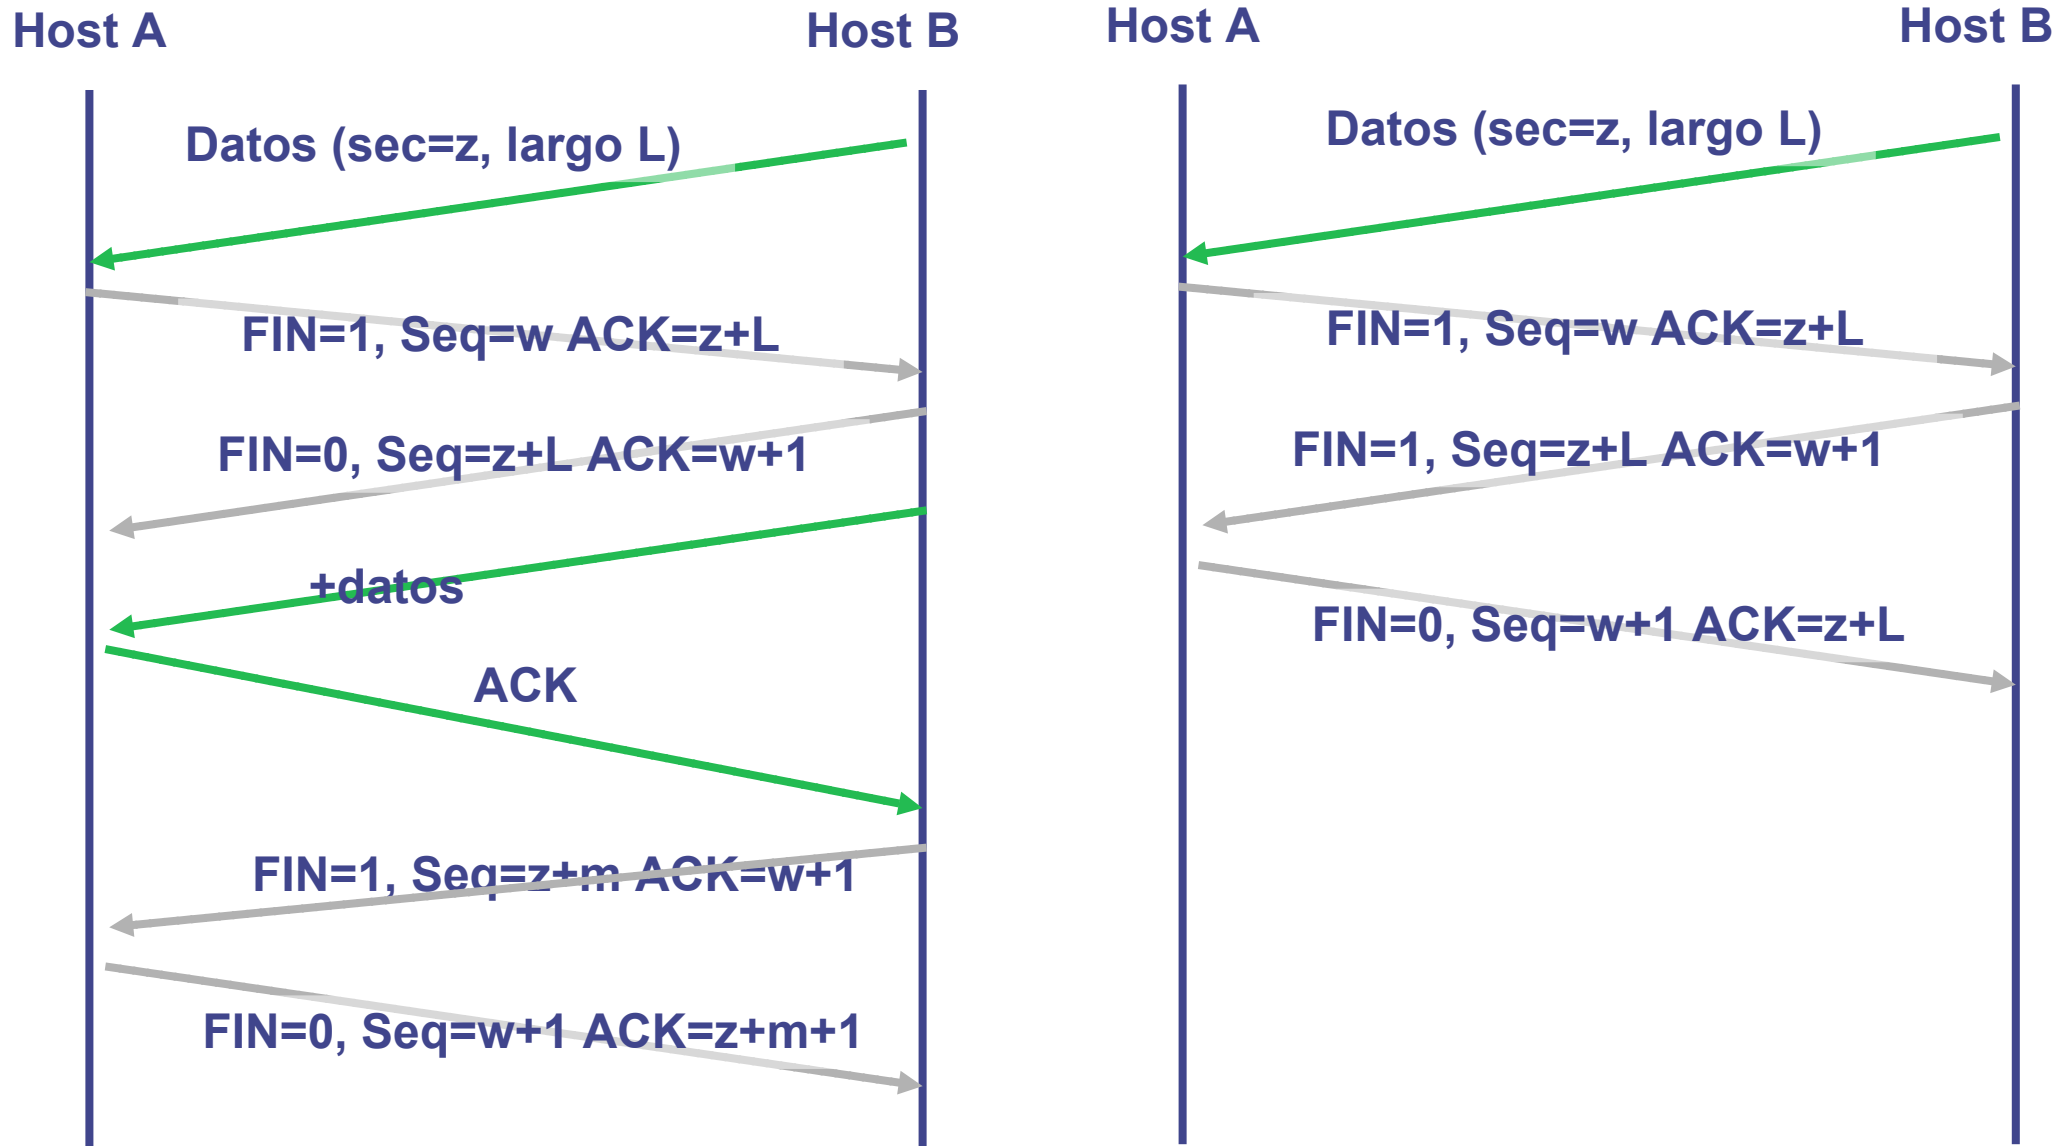 Host A
Host B
Datos (sec=z, largo L)
FIN=1, Seq=w ACK=z+L
FIN=0, Seq=z+L ACK=w+1
+datos
ACK
FIN=1, Seq=z+m ACK=w+1
FIN=0, Seq=w+1 ACK=z+m+1
Host A
Host B
Datos (sec=z, largo L)
FIN=1, Seq=w ACK=z+L
FIN=1, Seq=z+L ACK=w+1
FIN=0, Seq=w+1 ACK=z+L